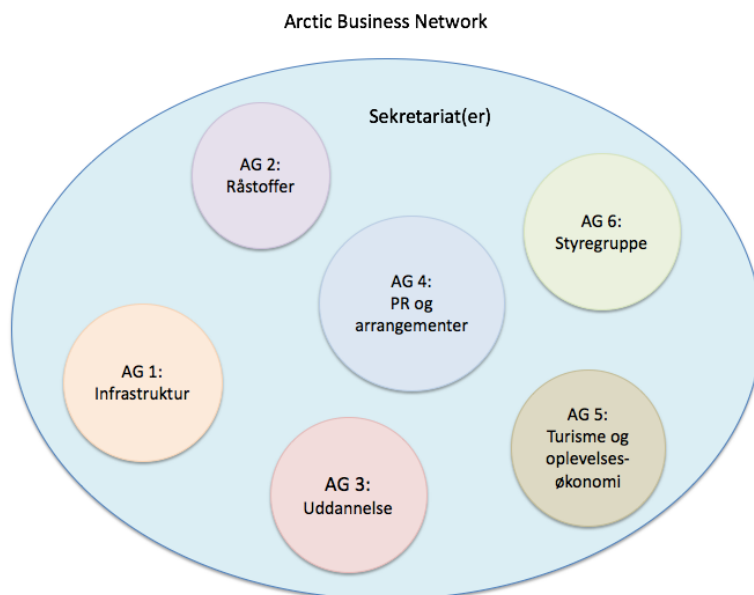 Arctic Business Network
Sekretariat(er)
AG 2:
Råstoffer
AG 6:
Styregruppe
AG 4:
PR og
arrangementer
AG 1:
Infrastruktur
AG 5:
Turisme og
oplevelses-
økonomi
AG 3:
Uddannelse